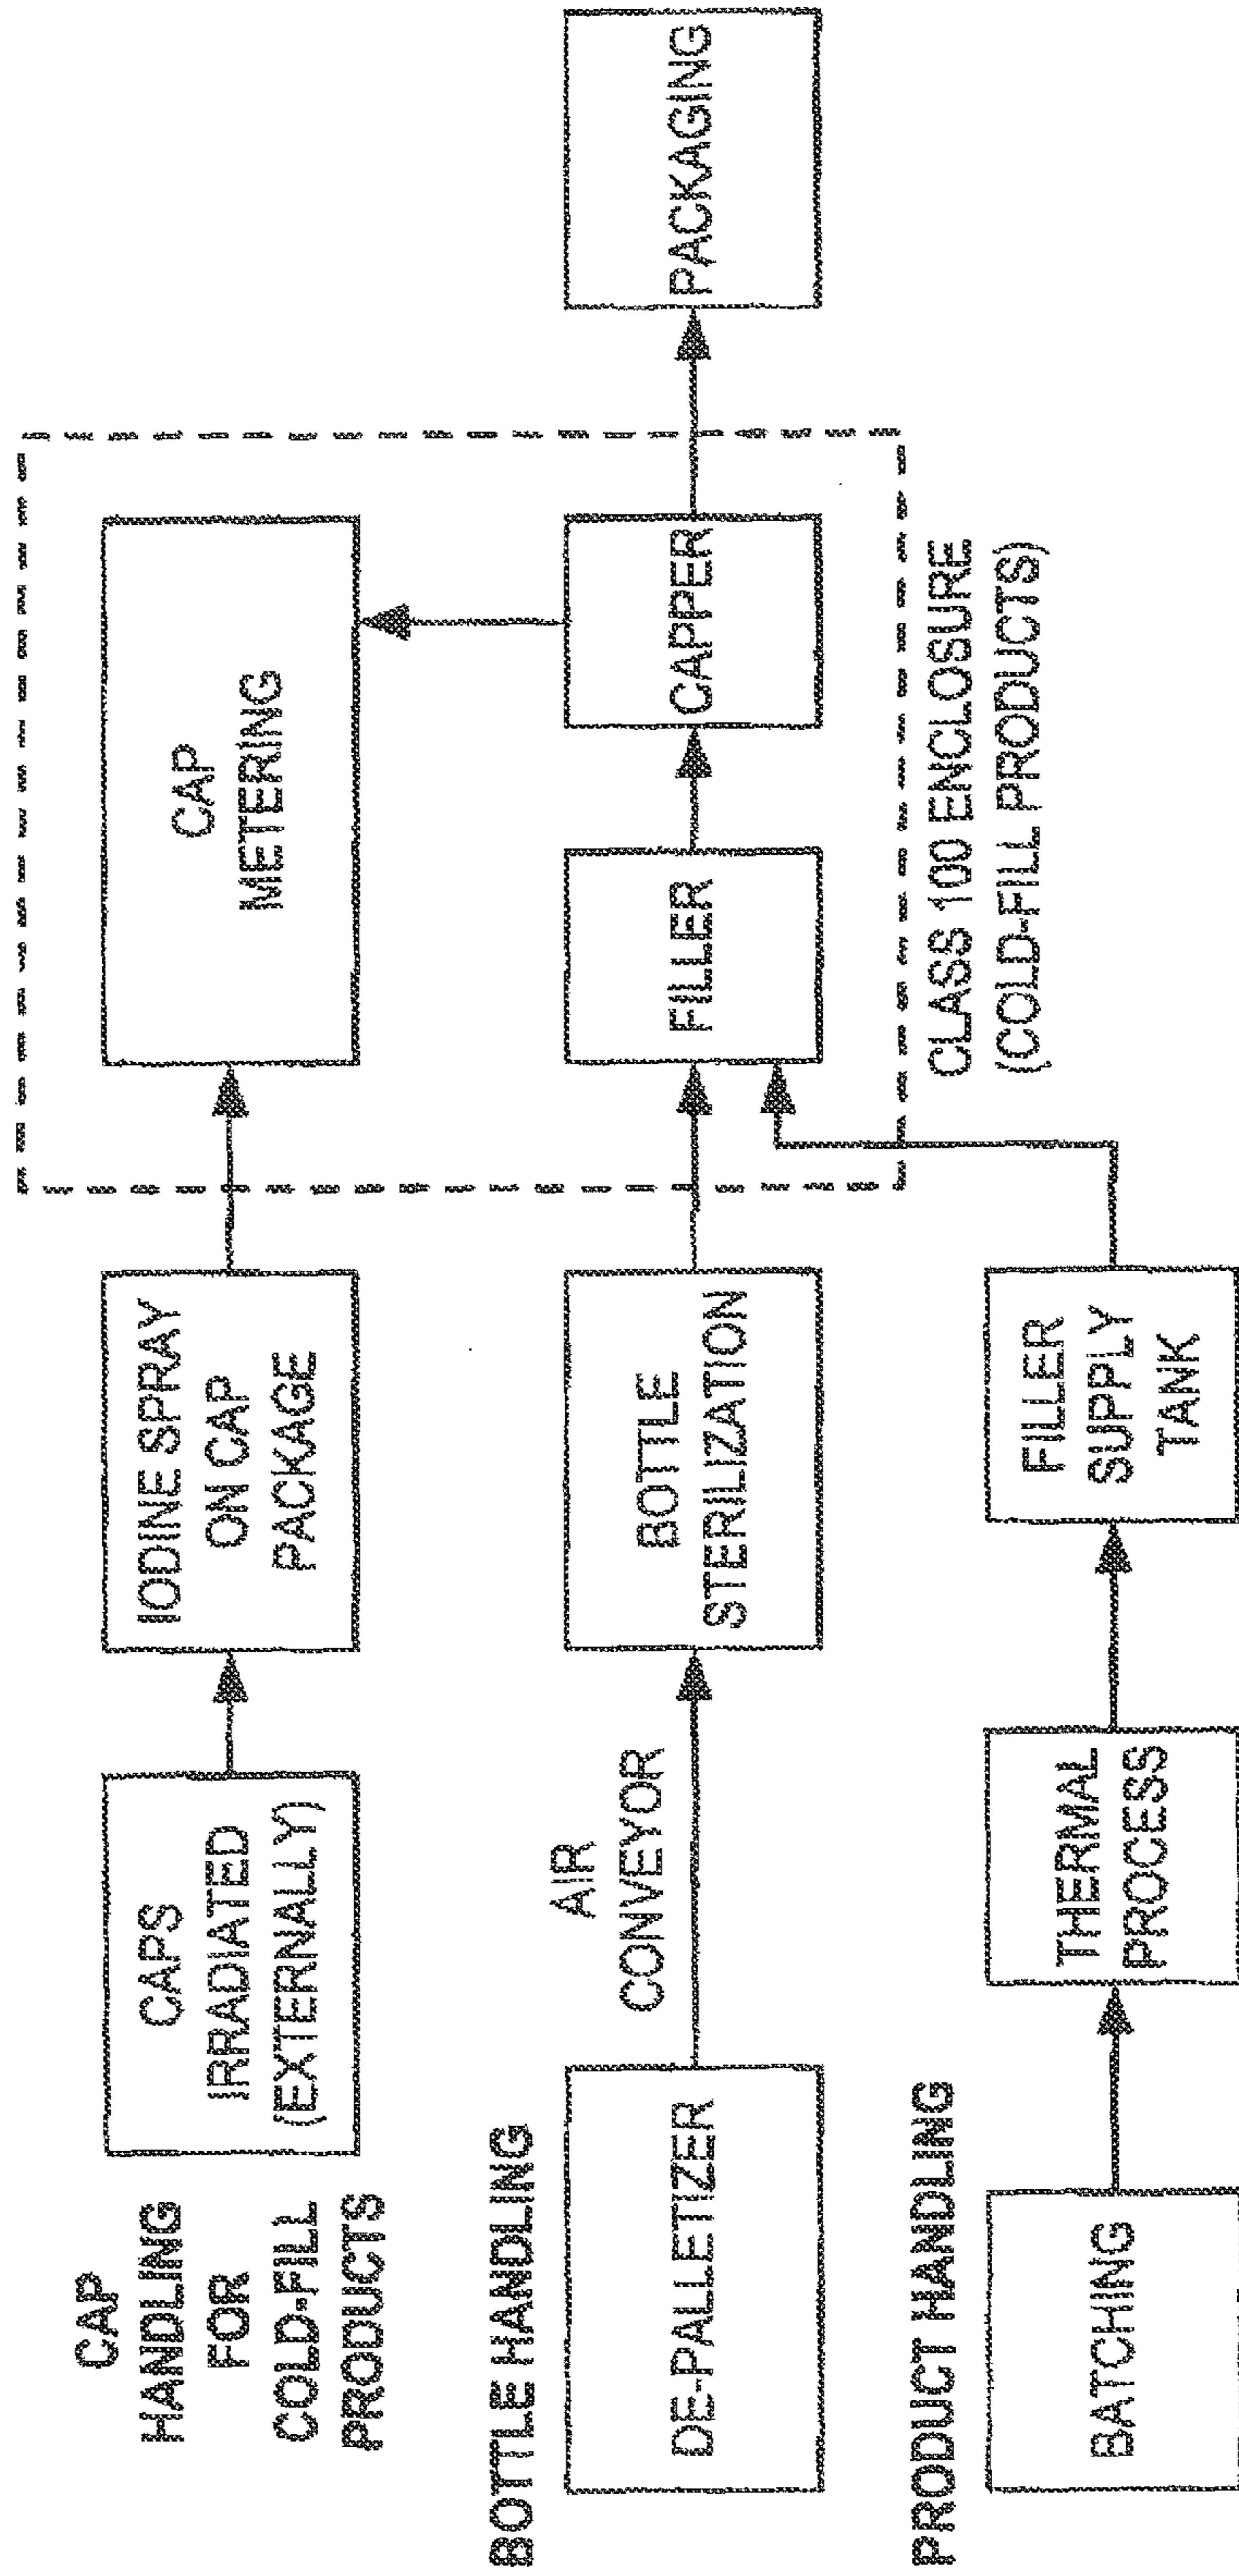 CAP
HANDLING
FOR
COLD-FILL
PRODUCTS
CAPS
IRRADIATED
(EXTERNALLY)
IODINE SPRAY
ON CAP
PACKAGE
CAP
METERING
BOTTLE HANDLING
DE-PALLETIZER
AIR
CONVEYOR
BOTTLE
STERILIZATION
FILLER
CAPPER
PACKAGING
CLASS 100 ENCLOSURE
(COLD-FILL PRODUCTS)
PRODUCT HANDLING
BATCHING
THERMAL
PROCESS
FILLER
SUPPLY
TANK